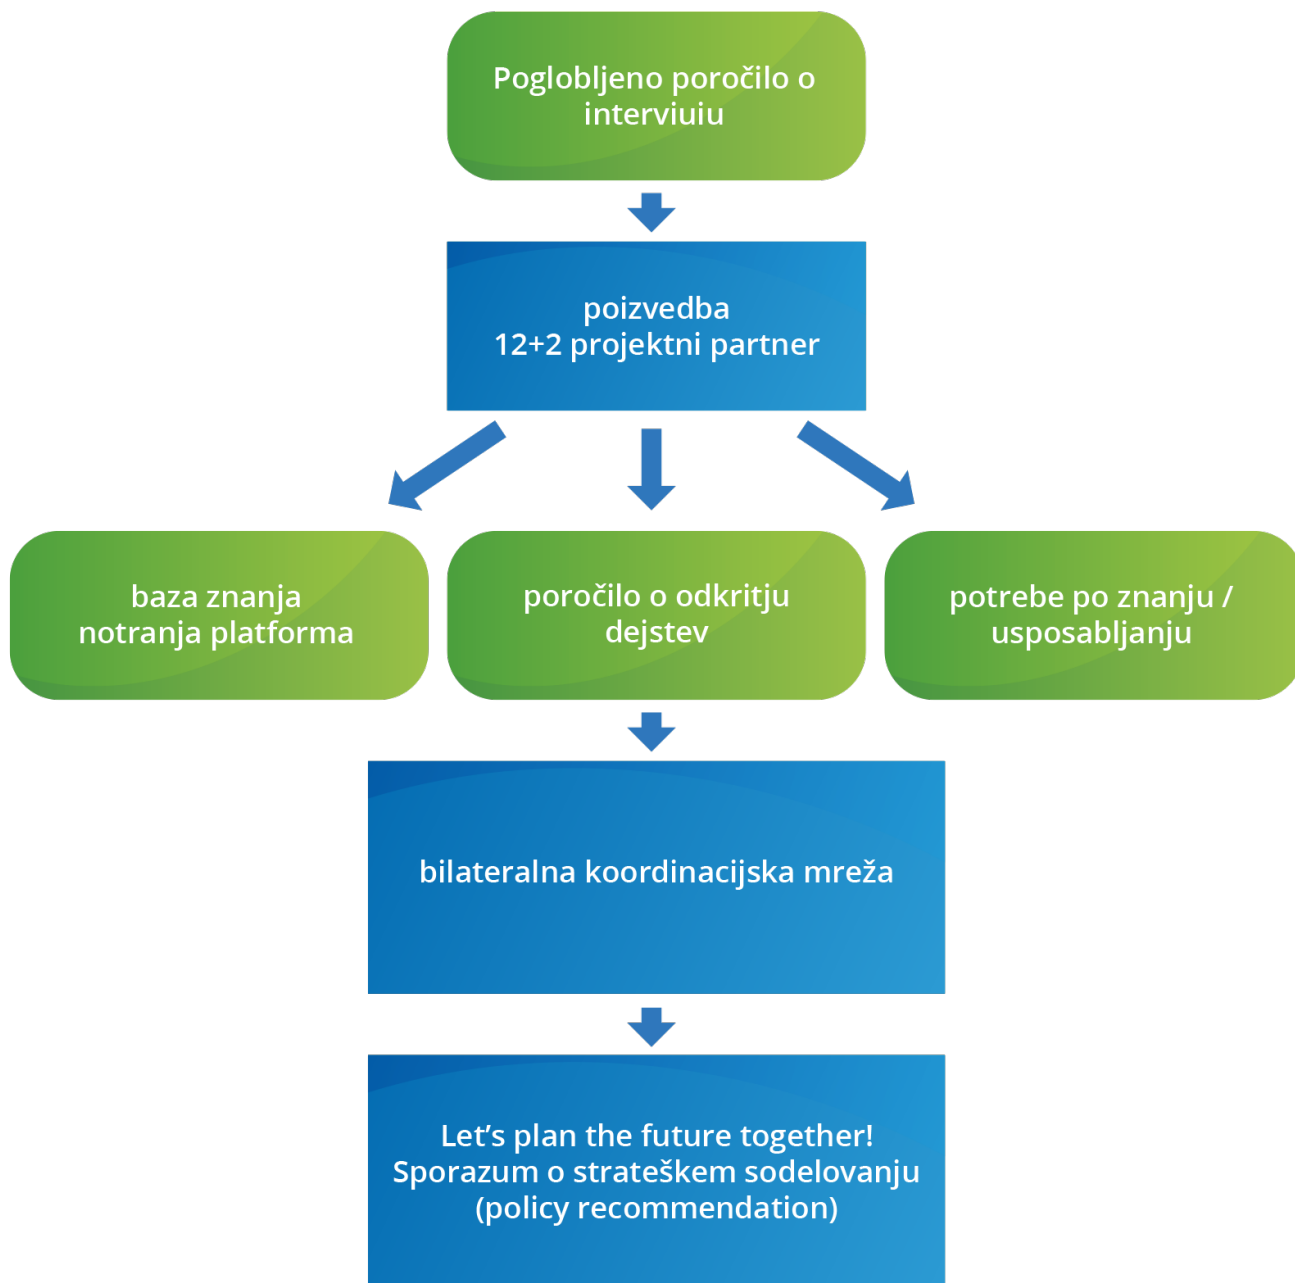 Poglobljeno poročilo o
interviuiu
poizvedba
12+2 projektni partner
baza znanja
notranja platforma
poročilo o odkritju
dejstev
potrebe po znanju /
usposabljanju
bilateralna koordinacijska mreža
Let’s plan the future together!
Sporazum o strateškem sodelovanju
(policy recommendation)